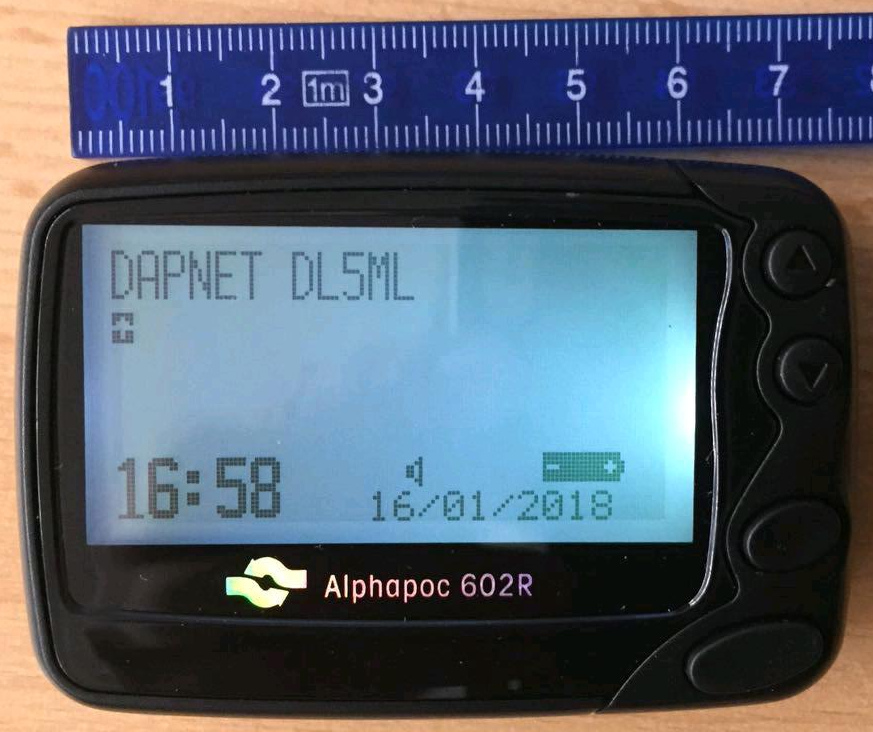 1 2 1m 3 4 5 6 7
DAPNET DL5ML
16:58
16/01/2018
Alphapoc 602R